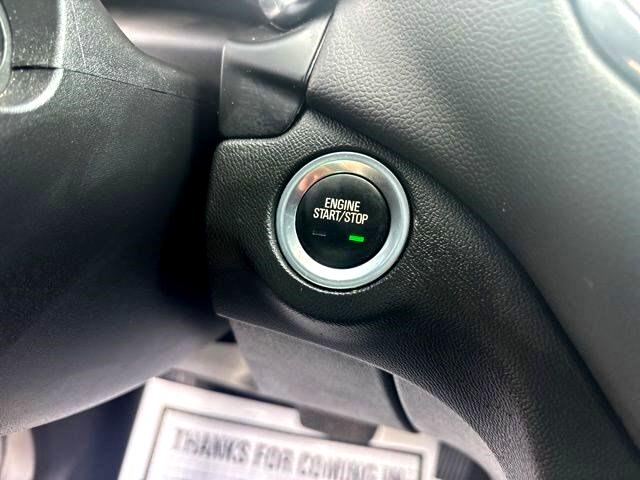 ENGINE
START/STOP
THANKS FOR COMING IN